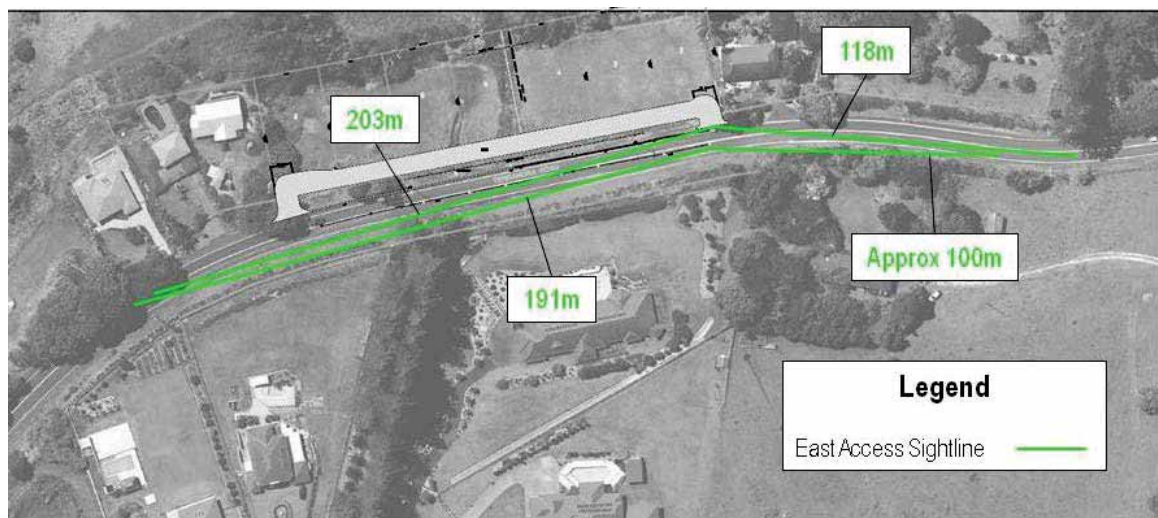 118m
203m
Approx 100m
191m
Legend
East Access Sightline